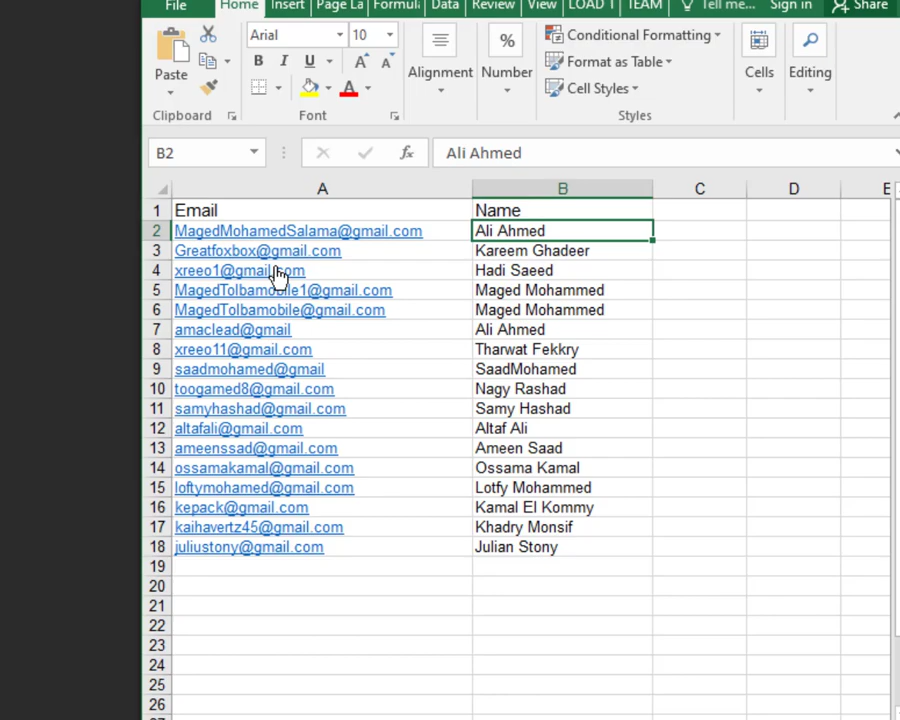 File Home Insert Page La Formul Data Review View LOAD 1 TEAM Tell me... Sign in Share
Arial 10
Paste
B I U A A
A
Alignment
%
Number
Conditional Formatting
Format as Table
Cell Styles
Cells
Editing
Clipboard Font Styles
B2 fx Ali Ahmed
A B C D E
1 Email Name
2 MagedMohamedSalama@gmail.com Ali Ahmed
3 Greatfoxbox@gmail.com Kareem Ghadeer
4 xreeo1@gmail.com Hadi Saeed
5 MagedTolbamobile1@gmail.com Maged Mohammed
6 MagedTolbamobile@gmail.com Maged Mohammed
7 amaclead@gmail Ali Ahmed
8 xreeo11@gmail.com Tharwat Fekkry
9 saadmohamed@gmail SaadMohamed
10 toogamed8@gmail.com Nagy Rashad
11 samyhashad@gmail.com Samy Hashad
12 altafali@gmail.com Altaf Ali
13 ameenssad@gmail.com Ameen Saad
14 ossamakamal@gmail.com Ossama Kamal
15 loftymohamed@gmail.com Lotfy Mohammed
16 kepack@gmail.com Kamal El Kommy
17 kaihavertz45@gmail.com Khadry Monsif
18 juliustony@gmail.com Julian Stony
19
20
21
22
23
24
25
26